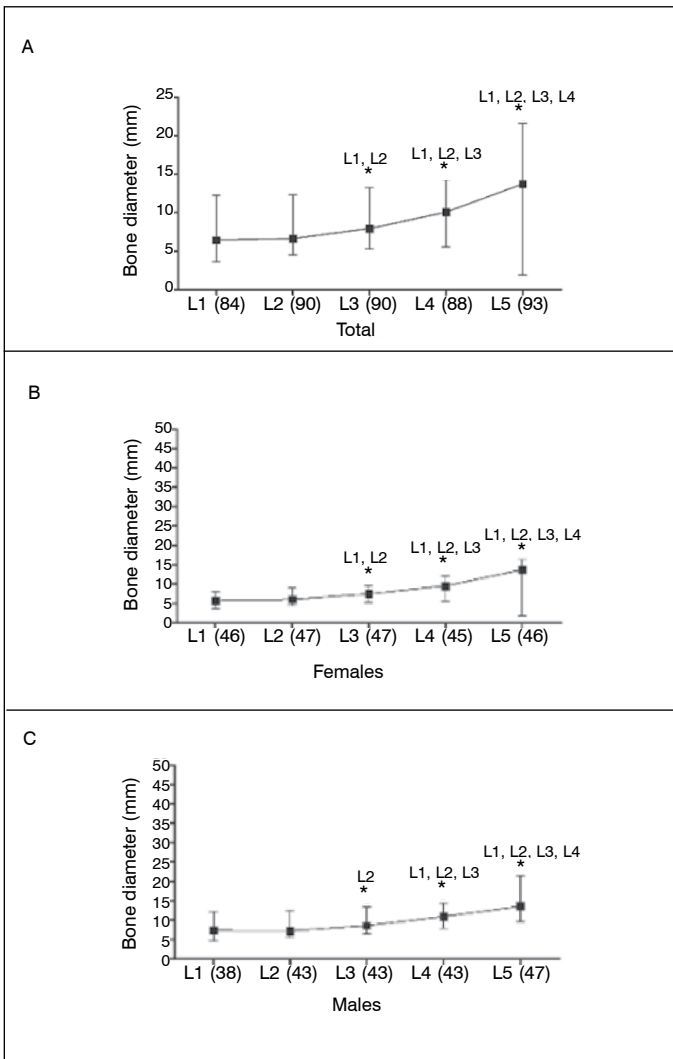 A
Bone diameter (mm)
25
20
15
10
5
0
L1, L2
*
L1, L2, L3
*
L1, L2, L3, L4
*
L1 (84) L2 (90) L3 (90) L4 (88) L5 (93)
Total
B
Bone diameter (mm)
50
45
40
35
30
25
20
15
10
5
0
L1, L2
*
L1, L2, L3
*
L1, L2, L3, L4
*
L1 (46) L2 (47) L3 (47) L4 (45) L5 (46)
Females
C
Bone diameter (mm)
50
45
40
35
30
25
20
15
10
5
0
L2
*
L1, L2, L3
*
L1, L2, L3, L4
*
L1 (38) L2 (43) L3 (43) L4 (43) L5 (47)
Males